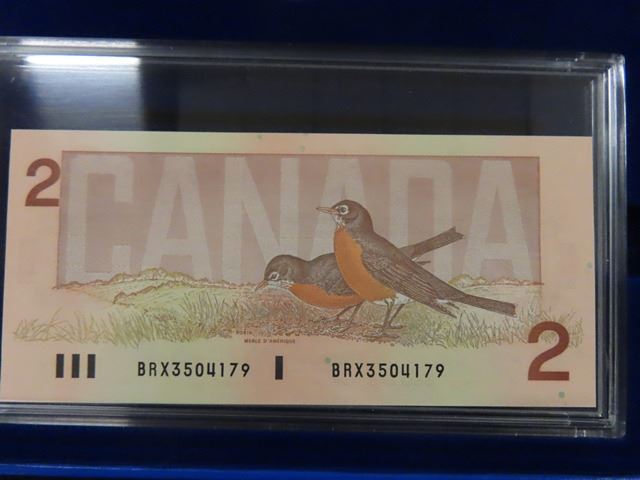 2
CANADA
ROBIN
MERLE D'AMÉRIQUE
BRX3504179 BRX3504179
2